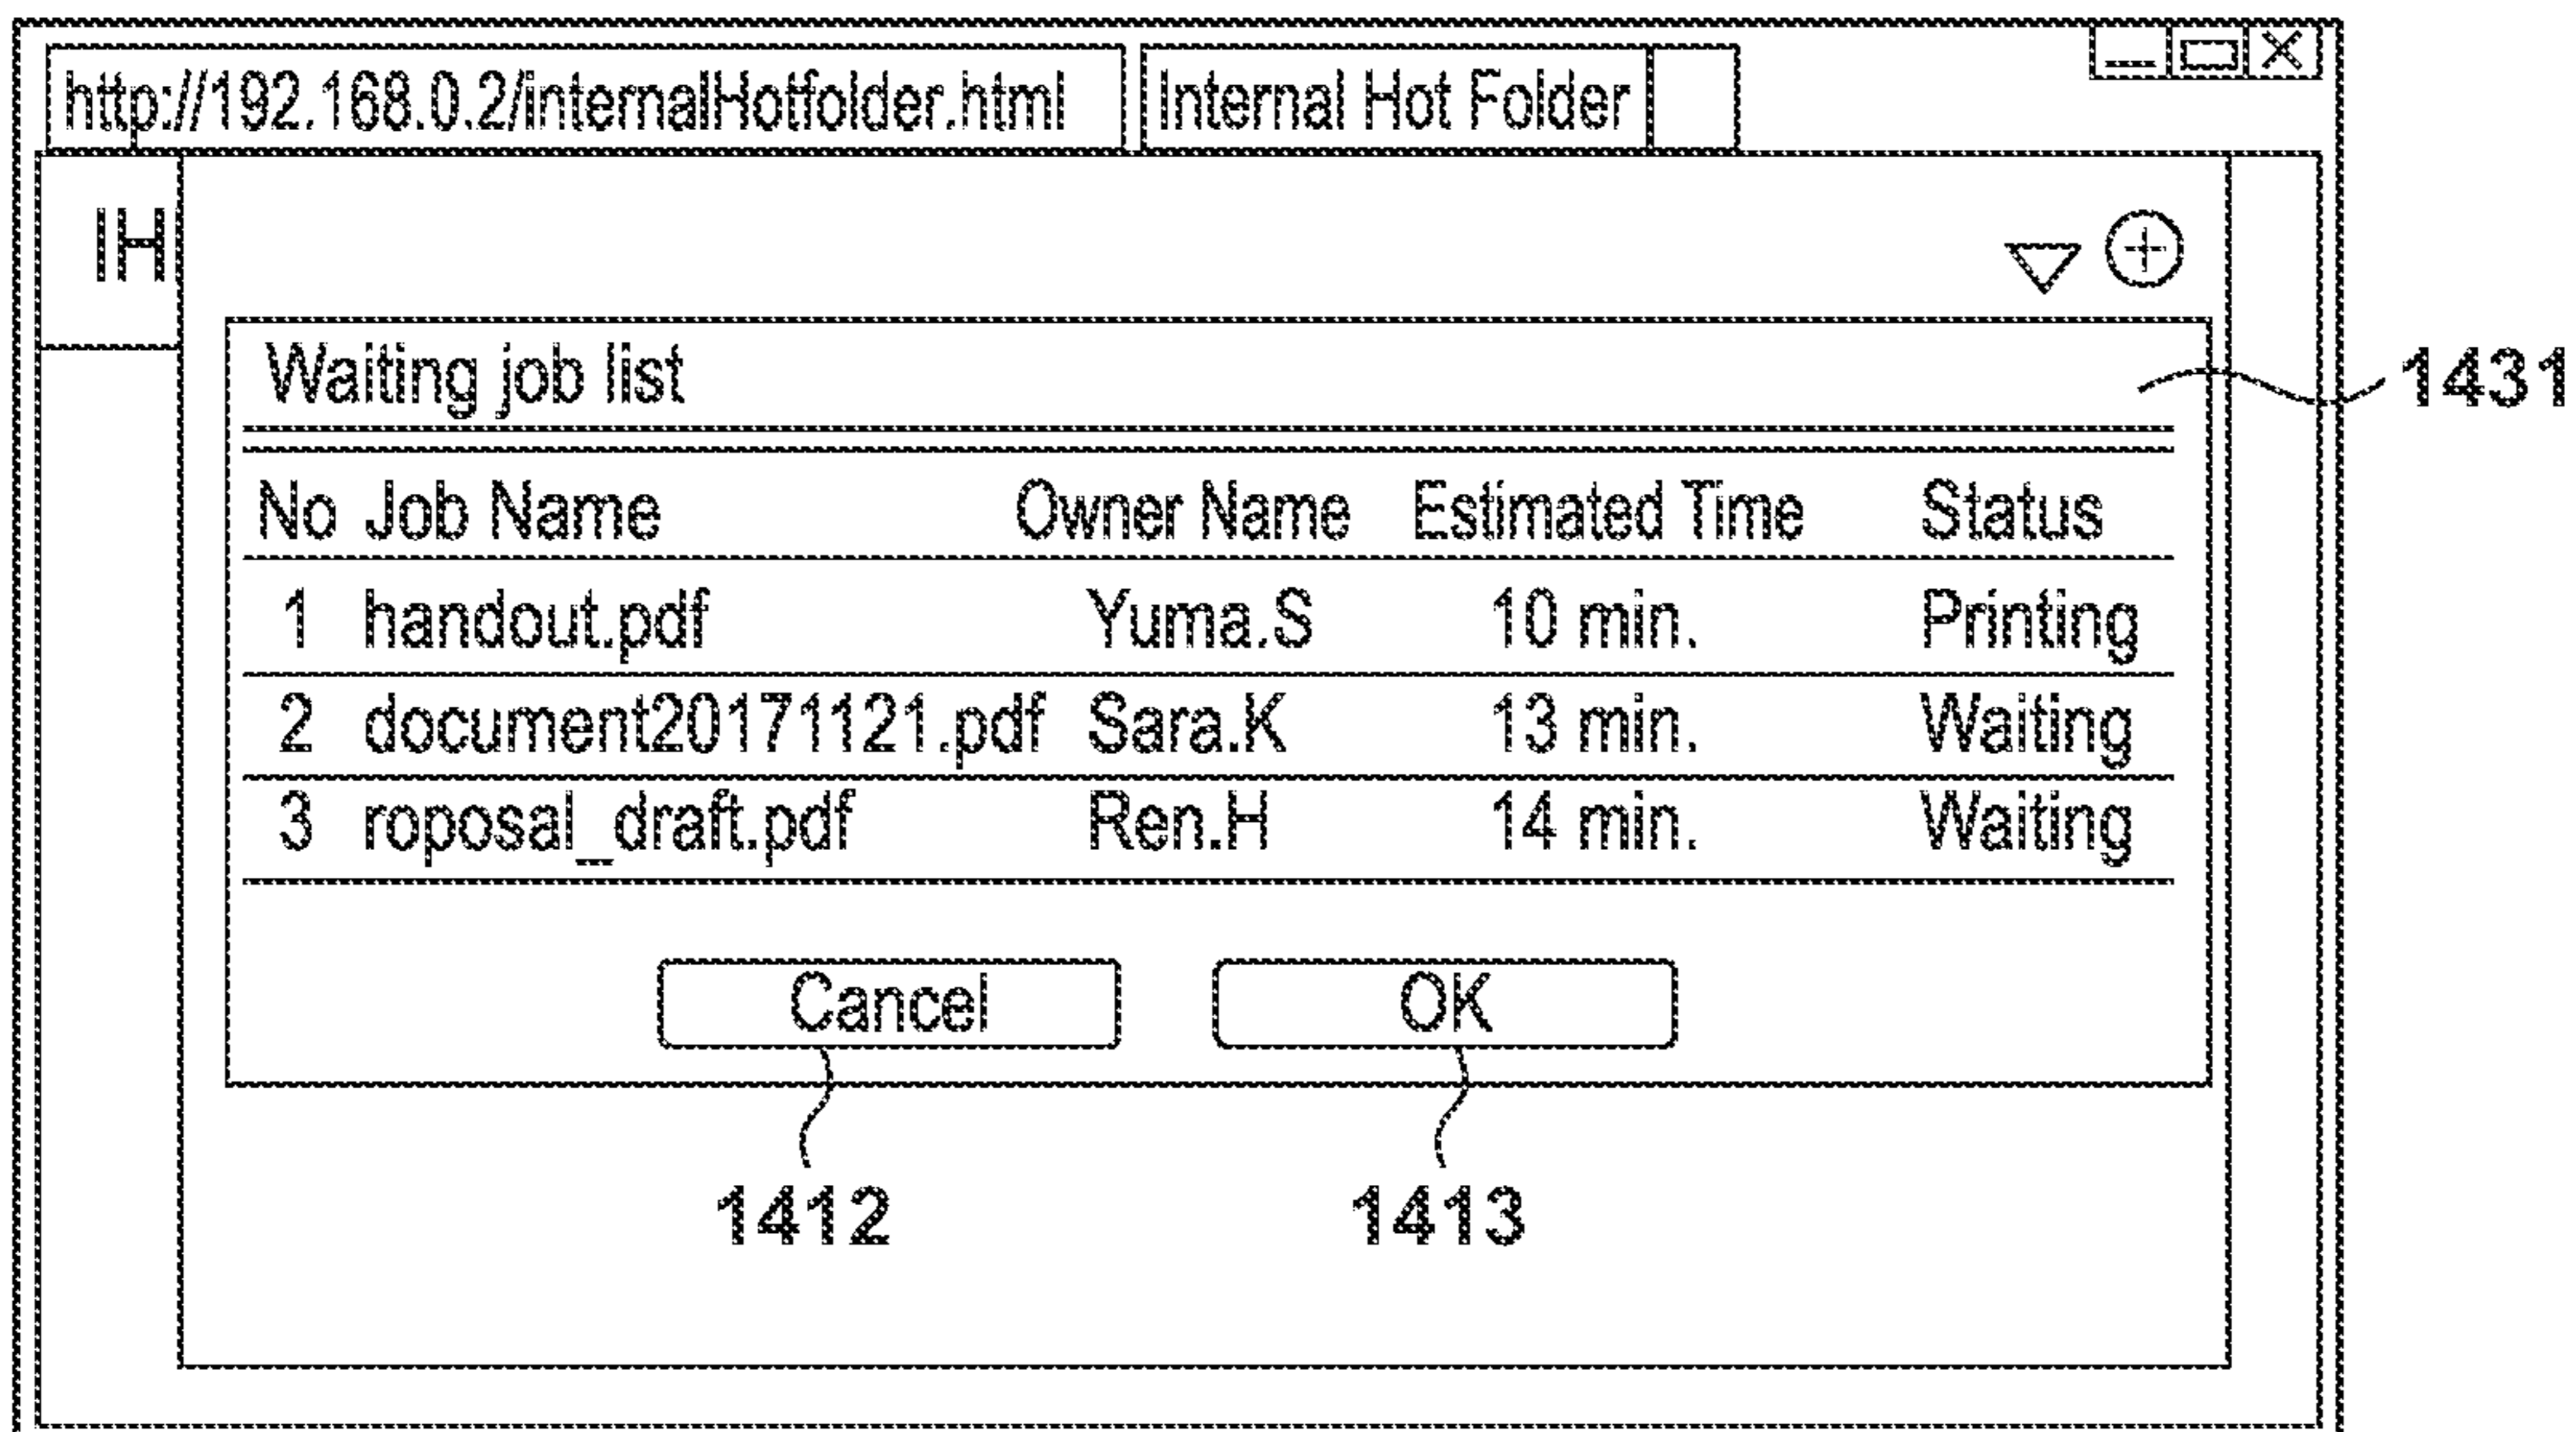 http://192.168.0.2/internalHotfolder.html Internal Hot Folder
IH
Waiting job list
1431
No Job Name Owner Name Estimated Time Status
1 handout.pdf Yuma.S 10 min. Printing
2 document20171121.pdf Sara.K 13 min. Waiting
3 roposal_draft.pdf Ren.H 14 min. Waiting
Cancel OK
1412 1413